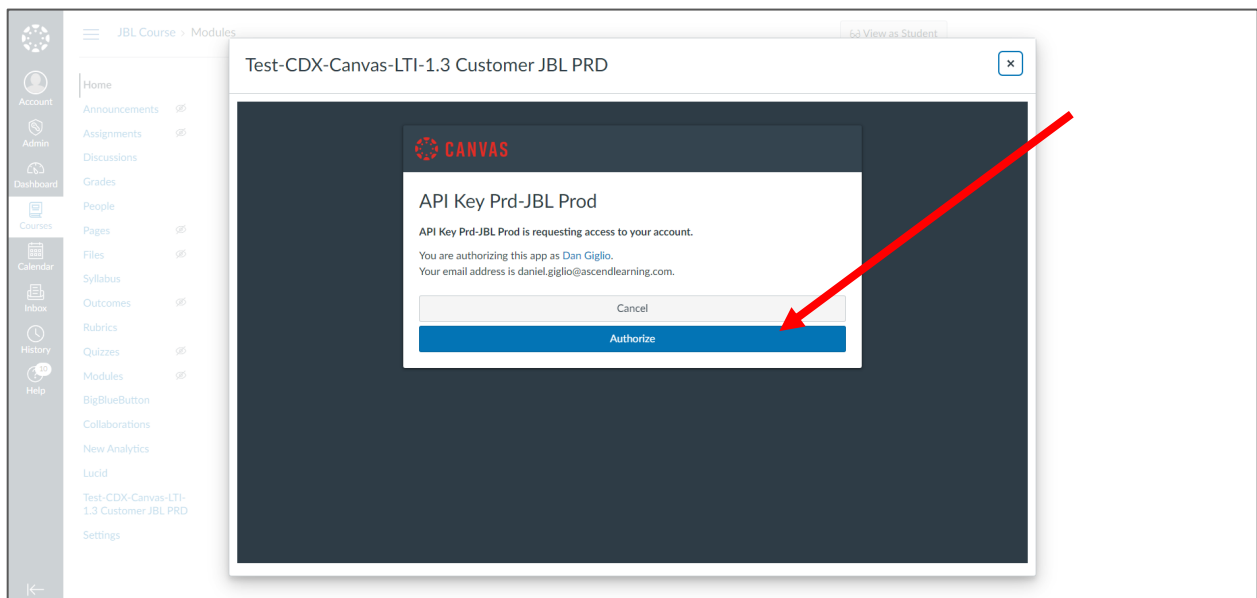 JBL Course › Modules
View as Student
Account
Admin
Dashboard
Courses
Calendar
Inbox
History
10
Help
Home
Announcements
Assignments
Discussions
Grades
People
Pages
Files
Syllabus
Outcomes
Rubrics
Quizzes
Modules
BigBlueButton
Collaborations
New Analytics
Lucid
Test-CDX-Canvas-LTI-
1.3 Customer JBL PRD
Settings
Test-CDX-Canvas-LTI-1.3 Customer JBL PRD
CANVAS
API Key Prd-JBL Prod
API Key Prd-JBL Prod is requesting access to your account.
You are authorizing this app as Dan Giglio.
Your email address is daniel.giglio@ascendlearning.com.
Cancel
Authorize